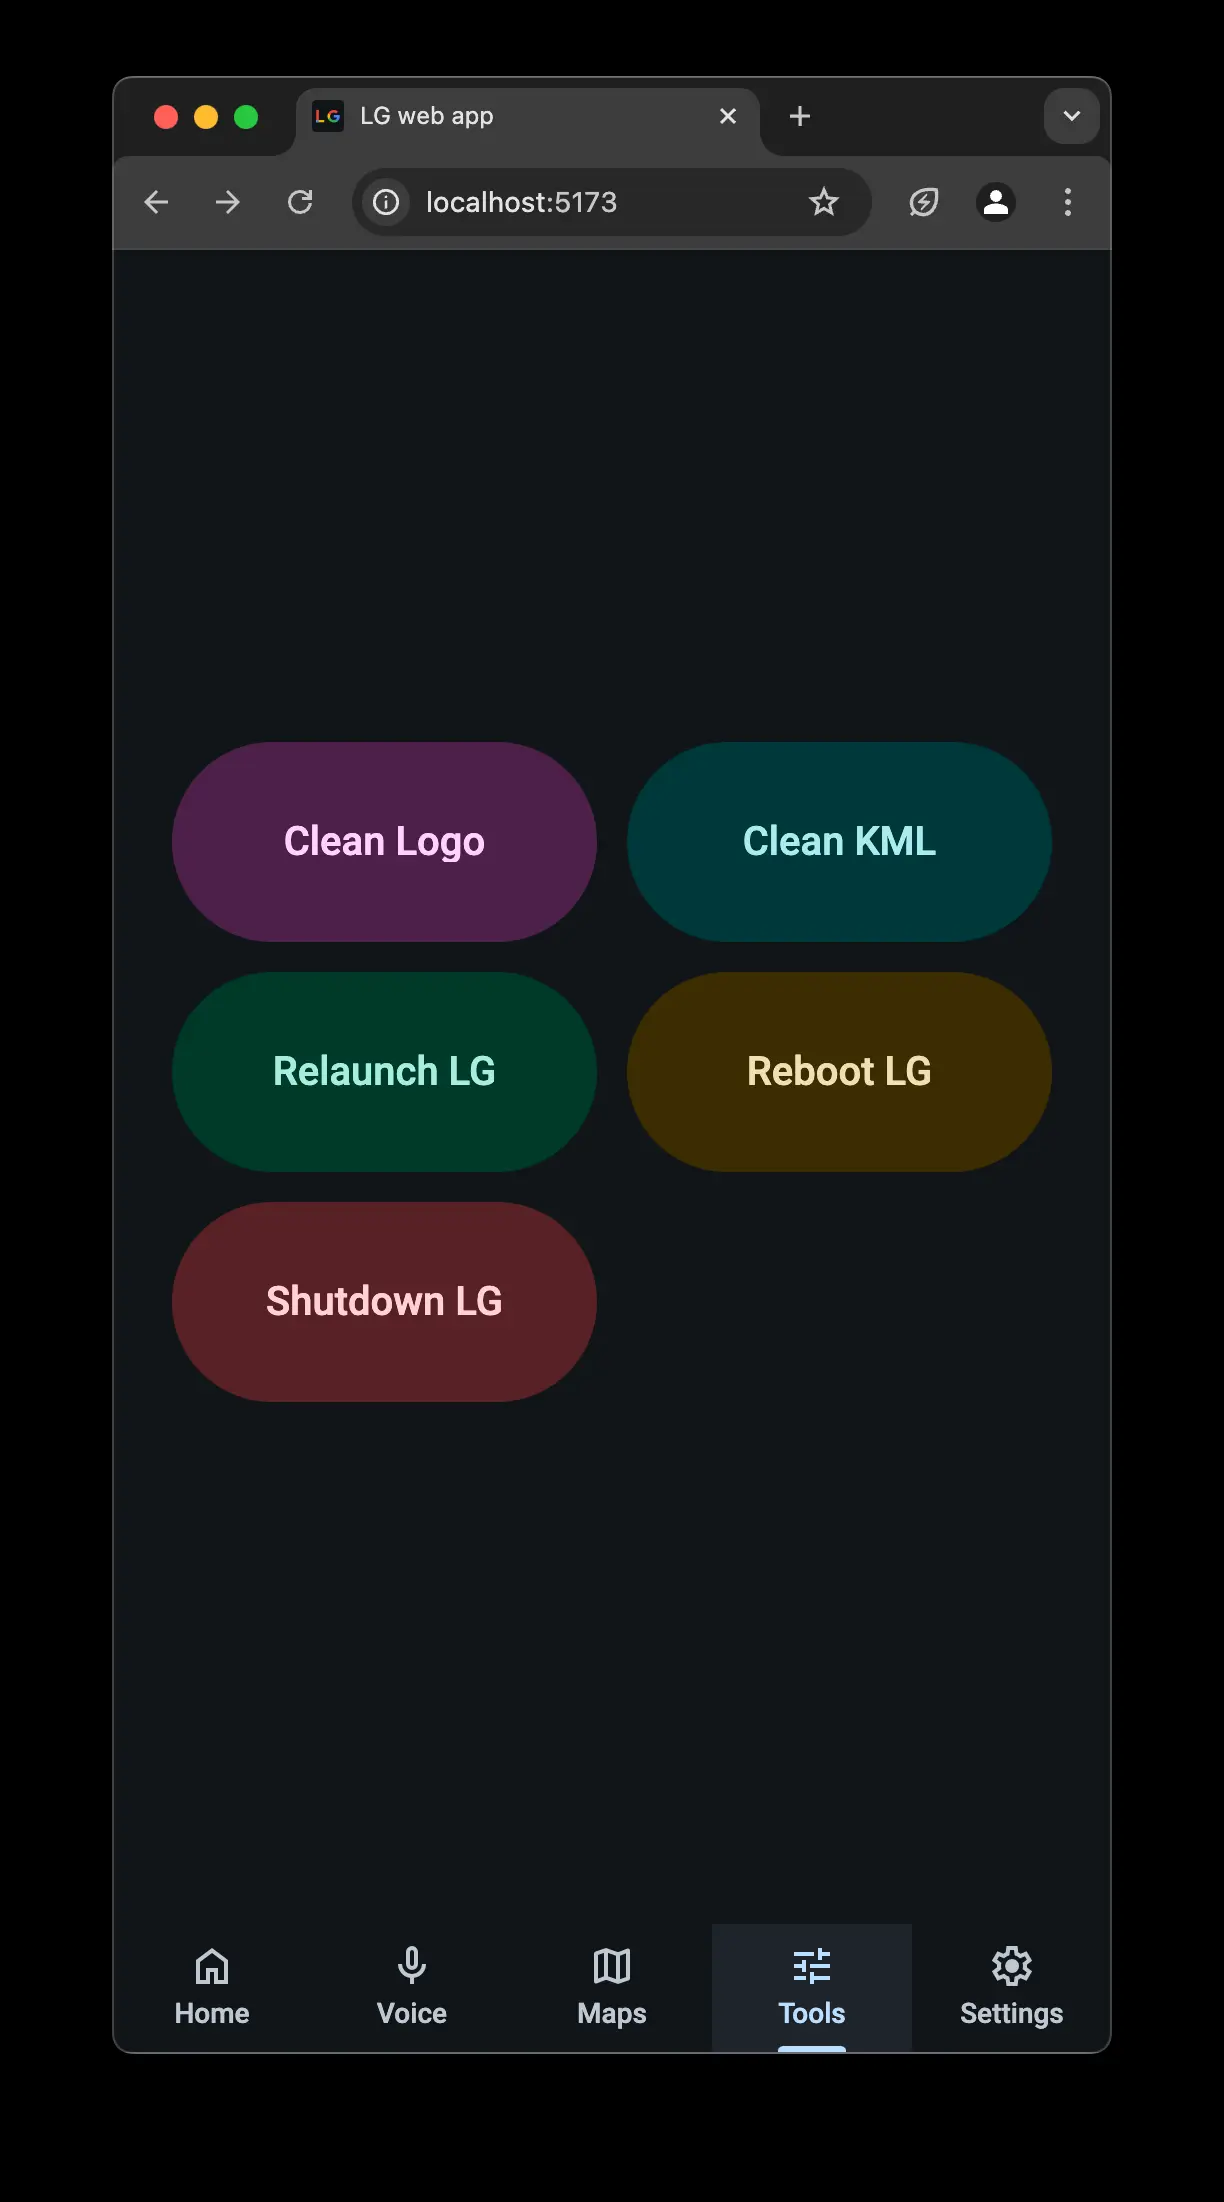 LG LG web app
localhost:5173
Clean Logo
Clean KML
Relaunch LG
Reboot LG
Shutdown LG
Home
Voice
Maps
Tools
Settings